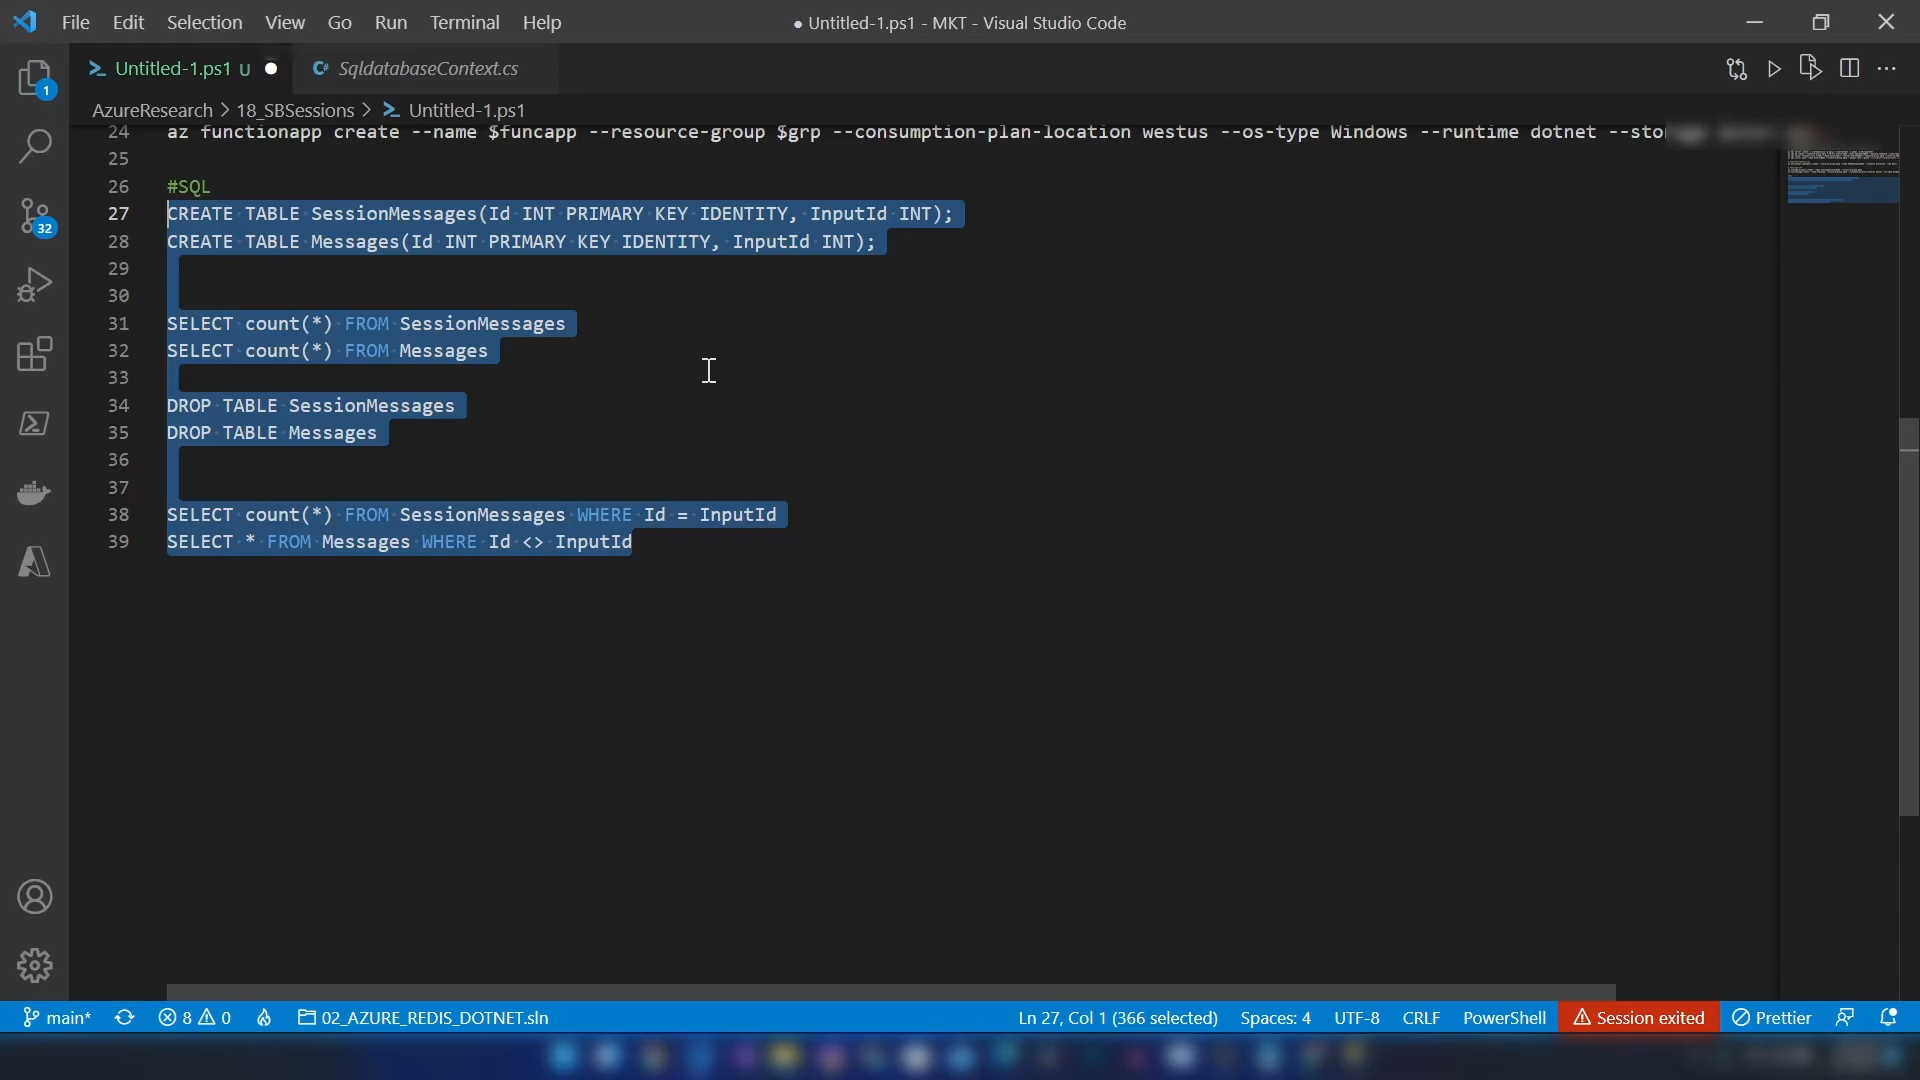 File Edit Selection View Go Run Terminal Help ● Untitled-1.ps1 - MKT - Visual Studio Code
Untitled-1.ps1 U ● C# SqldatabaseContext.cs
AzureResearch > 18_SBSessions > Untitled-1.ps1
1
32
24 az functionapp create --name $funcapp --resource-group $grp --consumption-plan-location westus --os-type Windows --runtime dotnet
25
26 #SQL
27 CREATE TABLE SessionMessages(Id INT PRIMARY KEY IDENTITY, InputId INT);
28 CREATE TABLE Messages(Id INT PRIMARY KEY IDENTITY, InputId INT);
29
30
31 SELECT count(*) FROM SessionMessages
32 SELECT count(*) FROM Messages
33
34 DROP TABLE SessionMessages
35 DROP TABLE Messages
36
37
38 SELECT count(*) FROM SessionMessages WHERE Id = InputId
39 SELECT * FROM Messages WHERE Id <> InputId
main* 8 0 02_AZURE_REDIS_DOTNET.sln Ln 27, Col 1 (366 selected) Spaces: 4 UTF-8 CRLF PowerShell Session exited Prettier